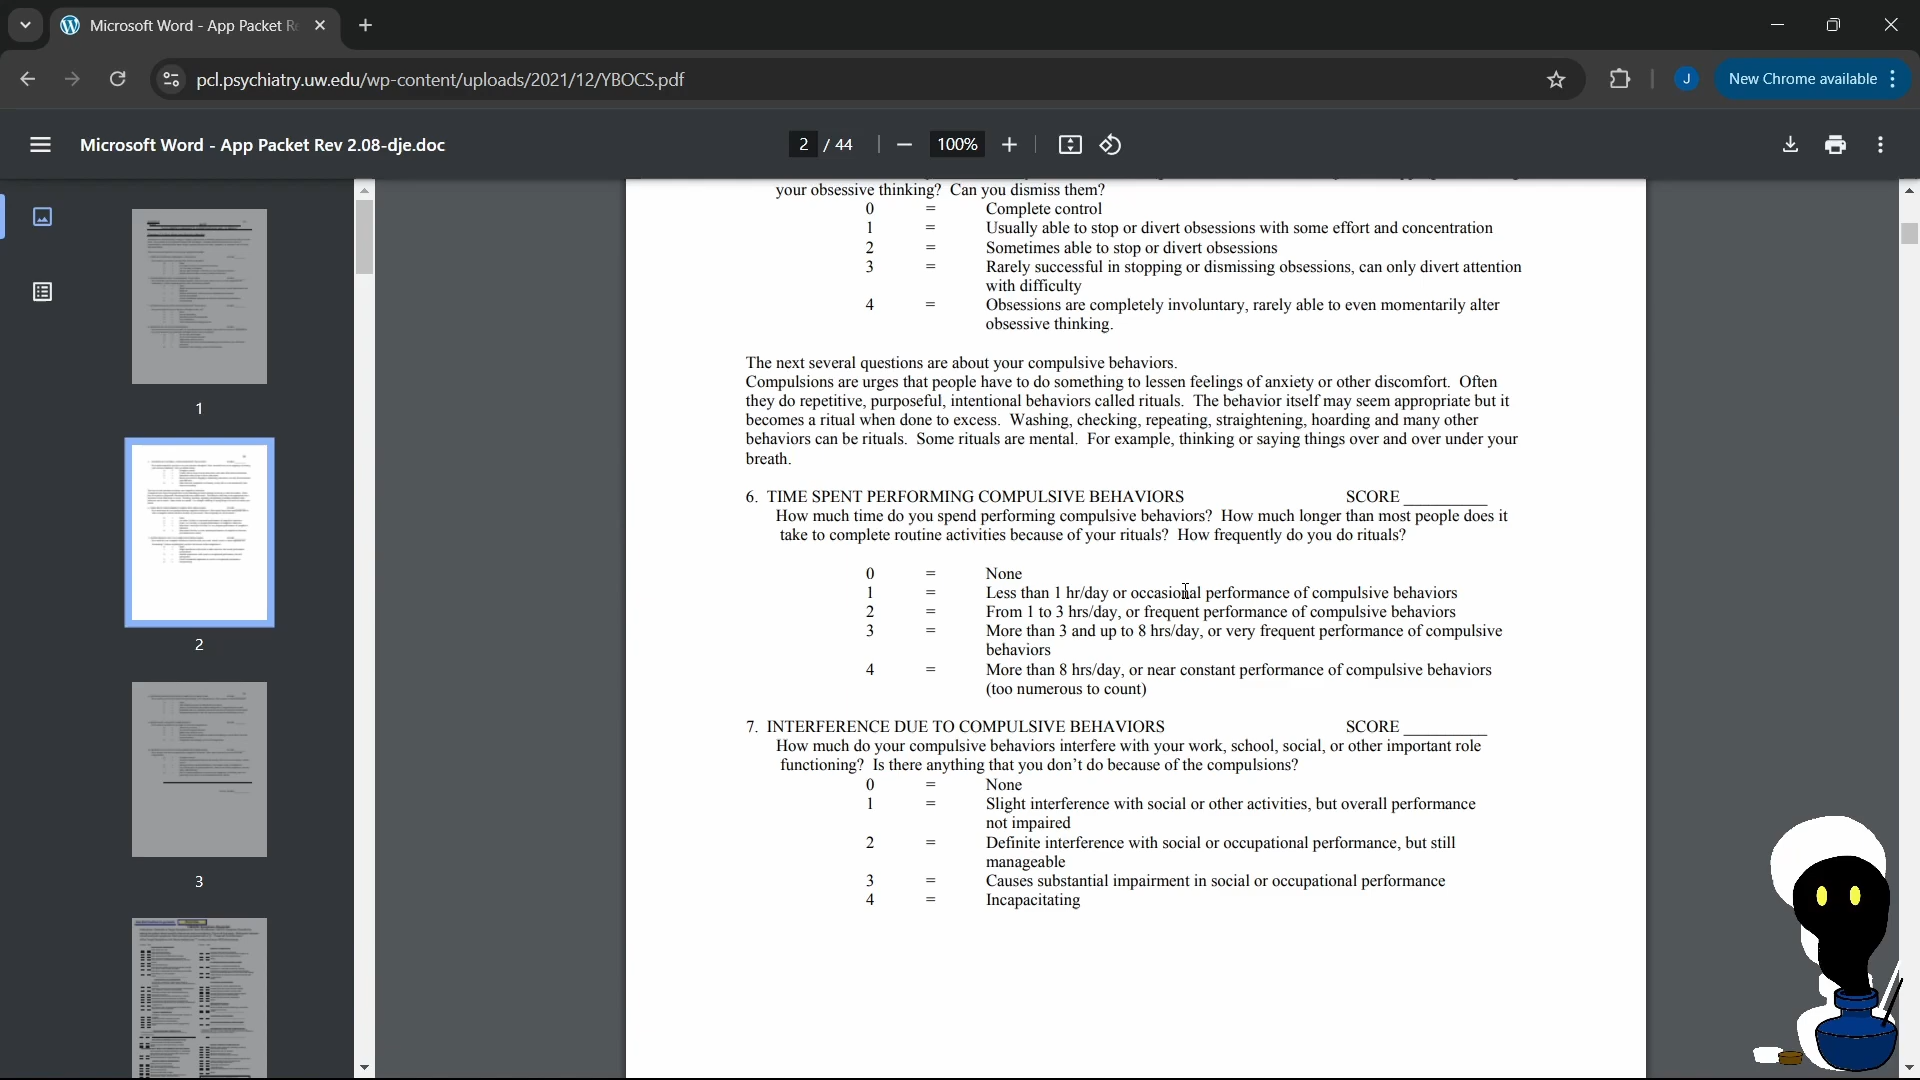 Microsoft Word - App Packet Re
pcl.psychiatry.uw.edu/wp-content/uploads/2021/12/YBOCS.pdf
J
New Chrome available
Microsoft Word - App Packet Rev 2.08-dje.doc
2 / 44
100%
1
2
3
your obsessive thinking? Can you dismiss them?
0 = Complete control
1 = Usually able to stop or divert obsessions with some effort and concentration
2 = Sometimes able to stop or divert obsessions
3 = Rarely successful in stopping or dismissing obsessions, can only divert attention
with difficulty
4 = Obsessions are completely involuntary, rarely able to even momentarily alter
obsessive thinking.
The next several questions are about your compulsive behaviors.
Compulsions are urges that people have to do something to lessen feelings of anxiety or other discomfort. Often
they do repetitive, purposeful, intentional behaviors called rituals. The behavior itself may seem appropriate but it
becomes a ritual when done to excess. Washing, checking, repeating, straightening, hoarding and many other
behaviors can be rituals. Some rituals are mental. For example, thinking or saying things over and over under your
breath.
6. TIME SPENT PERFORMING COMPULSIVE BEHAVIORS SCORE __________
How much time do you spend performing compulsive behaviors? How much longer than most people does it
take to complete routine activities because of your rituals? How frequently do you do rituals?
0 = None
1 = Less than 1 hr/day or occasional performance of compulsive behaviors
2 = From 1 to 3 hrs/day, or frequent performance of compulsive behaviors
3 = More than 3 and up to 8 hrs/day, or very frequent performance of compulsive
behaviors
4 = More than 8 hrs/day, or near constant performance of compulsive behaviors
(too numerous to count)
7. INTERFERENCE DUE TO COMPULSIVE BEHAVIORS SCORE __________
How much do your compulsive behaviors interfere with your work, school, social, or other important role
functioning? Is there anything that you don't do because of the compulsions?
0 = None
1 = Slight interference with social or other activities, but overall performance
not impaired
2 = Definite interference with social or occupational performance, but still
manageable
3 = Causes substantial impairment in social or occupational performance
4 = Incapacitating